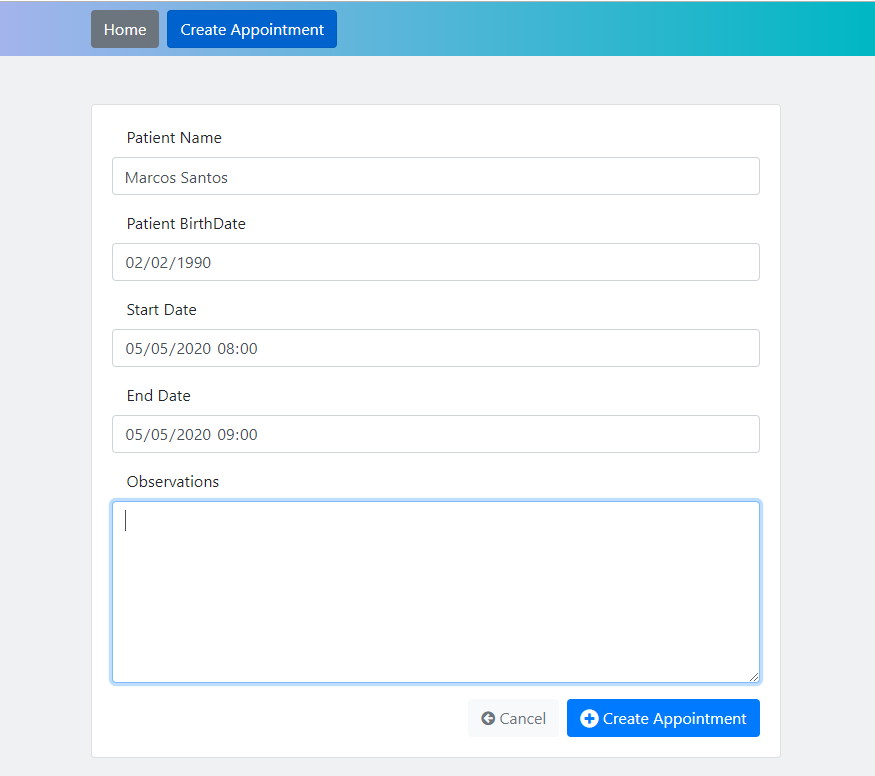 Home Create Appointment
Patient Name
Marcos Santos
Patient BirthDate
02/02/1990
Start Date
05/05/2020 08:00
End Date
05/05/2020 09:00
Observations
Cancel Create Appointment